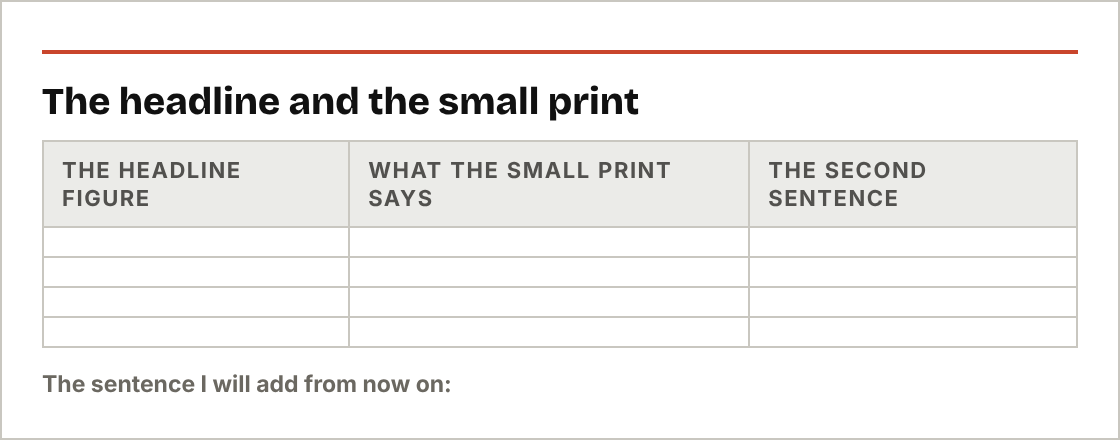 The headline and the small print
THE HEADLINE
FIGURE
WHAT THE SMALL PRINT
SAYS
THE SECOND
SENTENCE
The sentence I will add from now on: